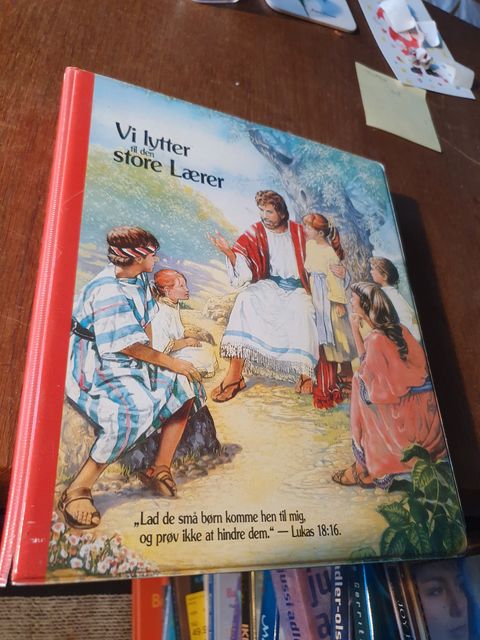 Vi lytter
til den
store Lærer
„Lad de små børn komme hen til mig,
og prøv ikke at hindre dem.“ — Lukas 18:16.